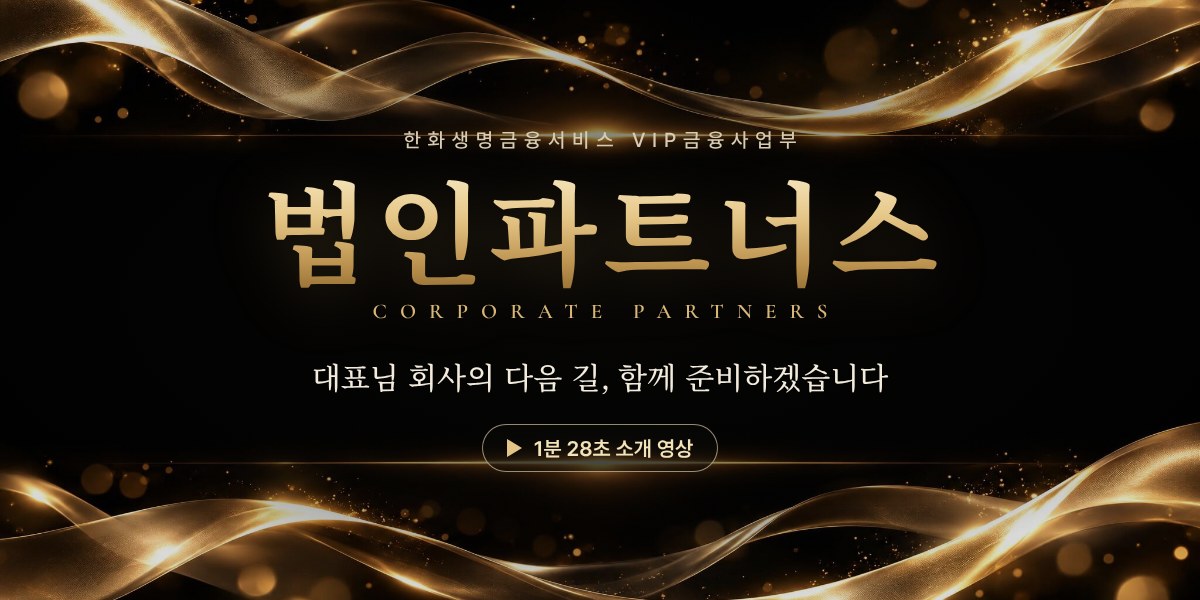 한화생명금융서비스 VIP금융사업부
법인파트너스
CORPORATE PARTNERS
대표님 회사의 다음 길, 함께 준비하겠습니다
▶ 1분 28초 소개 영상